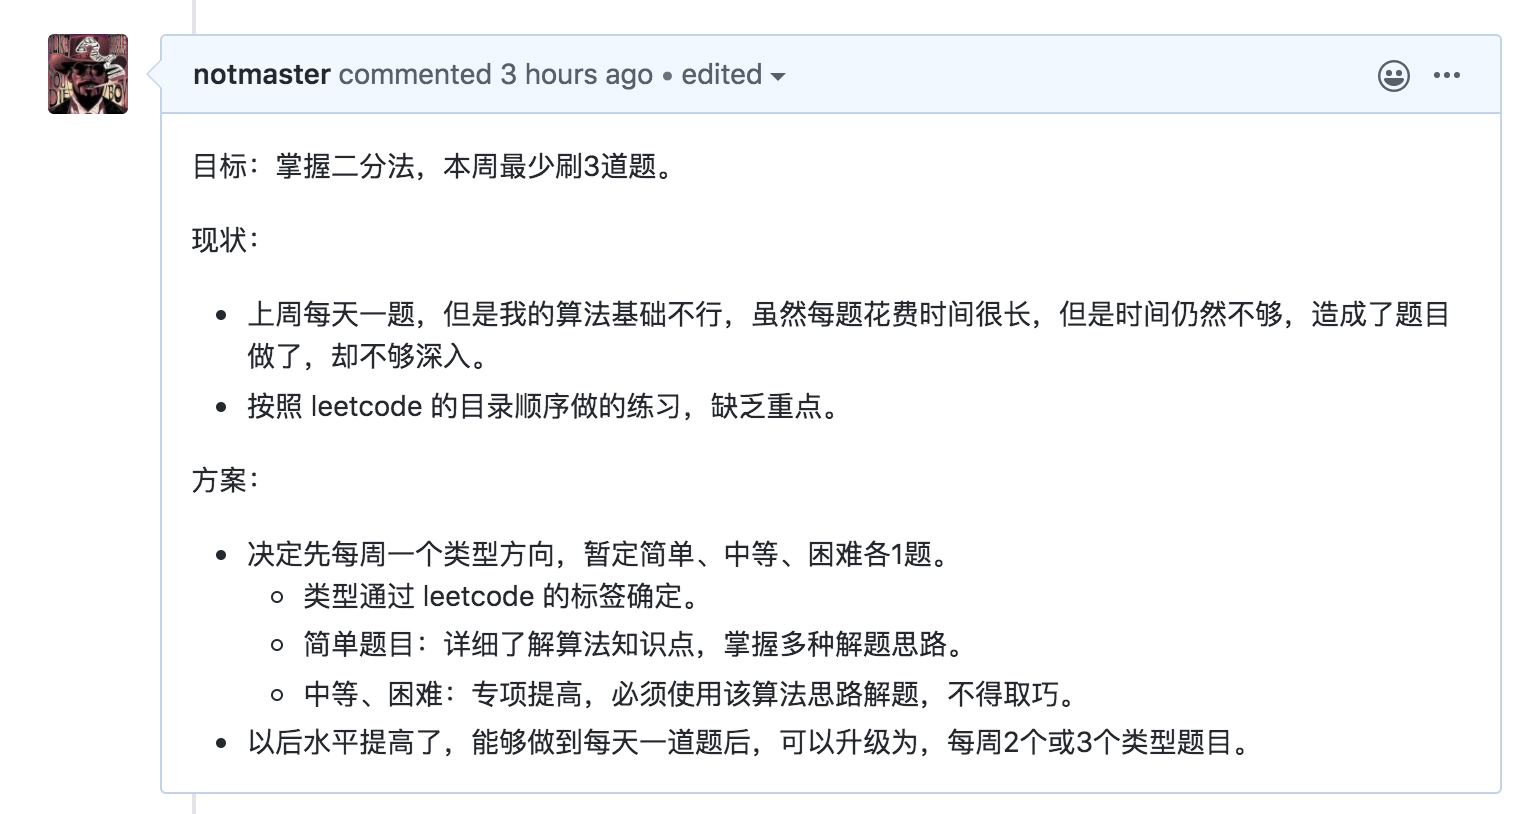 notmaster commented 3 hours ago • edited
目标：掌握二分法，本周最少刷3道题。
现状：
上周每天一题，但是我的算法基础不行，虽然每题花费时间很长，但是时间仍然不够，造成了题目
做了，却不够深入。
按照 leetcode 的目录顺序做的练习，缺乏重点。
方案：
决定先每周一个类型方向，暂定简单、中等、困难各1题。
类型通过 leetcode 的标签确定。
简单题目：详细了解算法知识点，掌握多种解题思路。
中等、困难：专项提高，必须使用该算法思路解题，不得取巧。
以后水平提高了，能够做到每天一道题后，可以升级为，每周2个或3个类型题目。